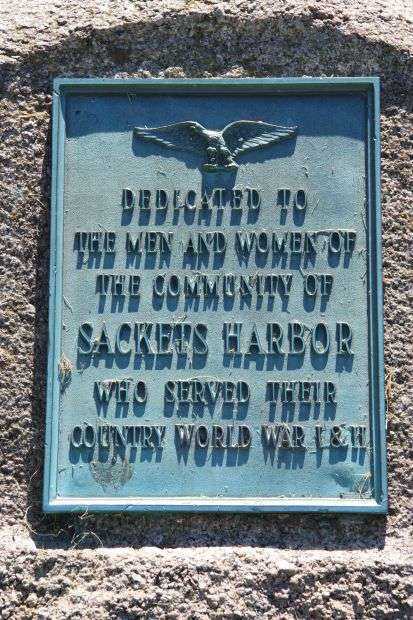 DEDICATED TO
THE MEN AND WOMEN OF
THE COMMUNITY OF
SACKETS HARBOR
WHO SERVED THEIR
COUNTRY WORLD WAR I & II